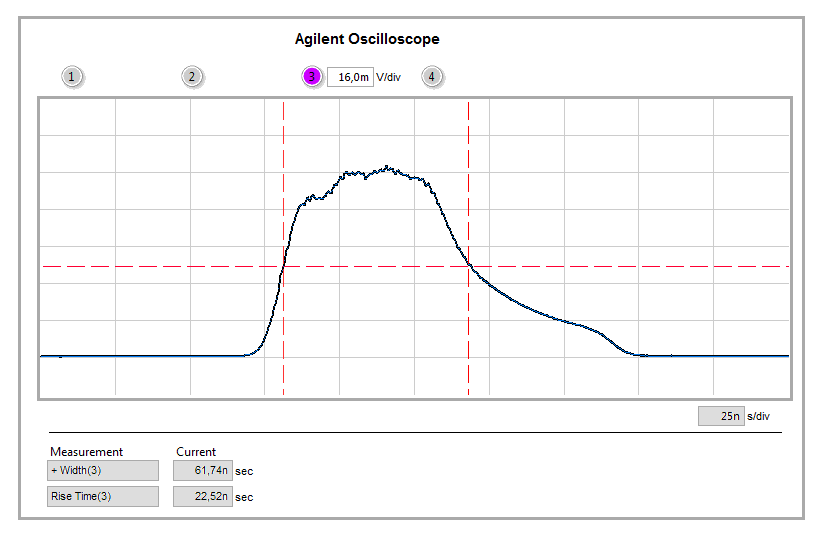 Agilent Oscilloscope
1 2 3 16,0m V/div 4
25n s/div
Measurement Current
+ Width(3) 61,74n sec
Rise Time(3) 22,52n sec